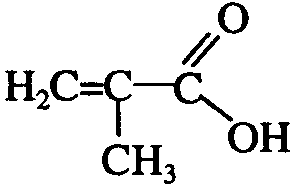 O
H₂C=C–C
OH
CH₃